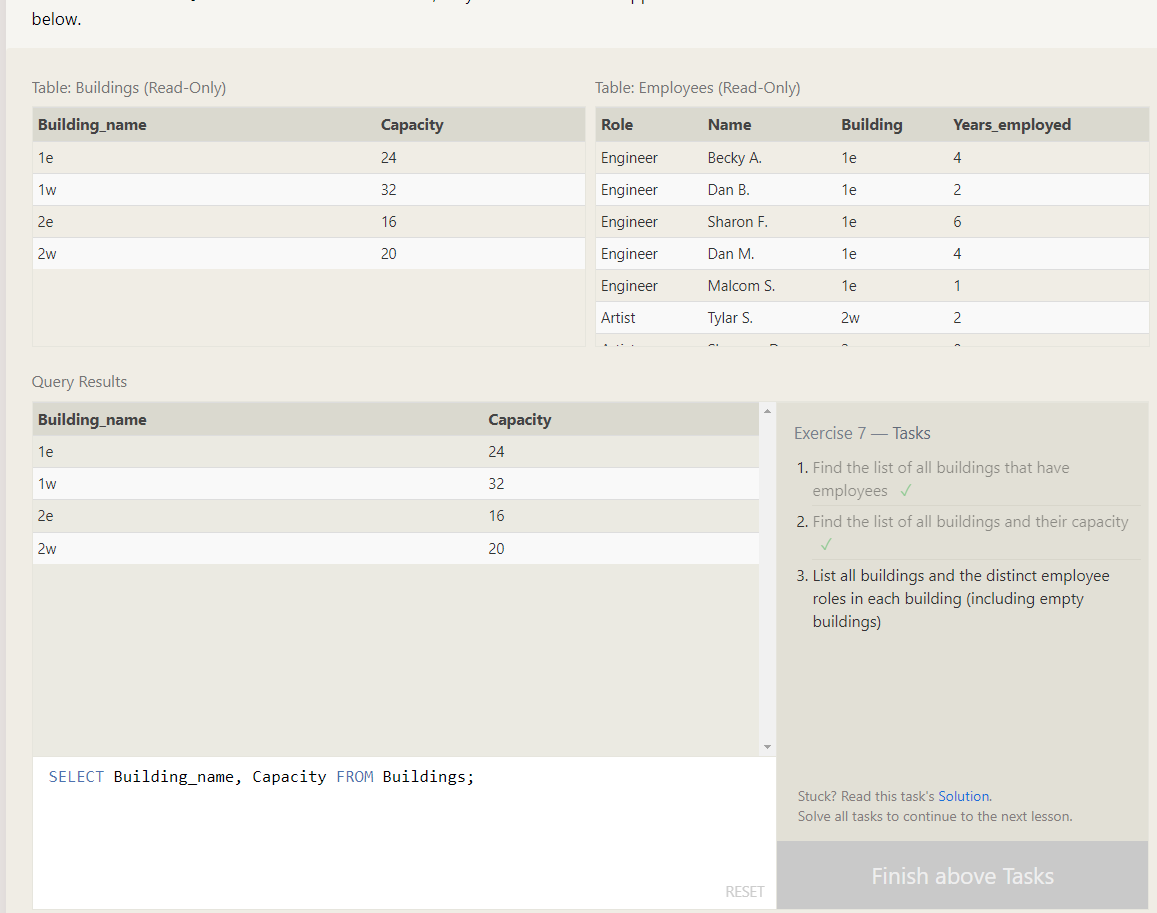 below.
Table: Buildings (Read-Only)
Building_name Capacity
1e 24
1w 32
2e 16
2w 20
Table: Employees (Read-Only)
Role Name Building Years_employed
Engineer Becky A. 1e 4
Engineer Dan B. 1e 2
Engineer Sharon F. 1e 6
Engineer Dan M. 1e 4
Engineer Malcom S. 1e 1
Artist Tylar S. 2w 2
Query Results
Building_name Capacity
1e 24
1w 32
2e 16
2w 20
Exercise 7 — Tasks
1. Find the list of all buildings that have
employees ✓
2. Find the list of all buildings and their capacity
✓
3. List all buildings and the distinct employee
roles in each building (including empty
buildings)
SELECT Building_name, Capacity FROM Buildings;
RESET
Stuck? Read this task's Solution.
Solve all tasks to continue to the next lesson.
Finish above Tasks